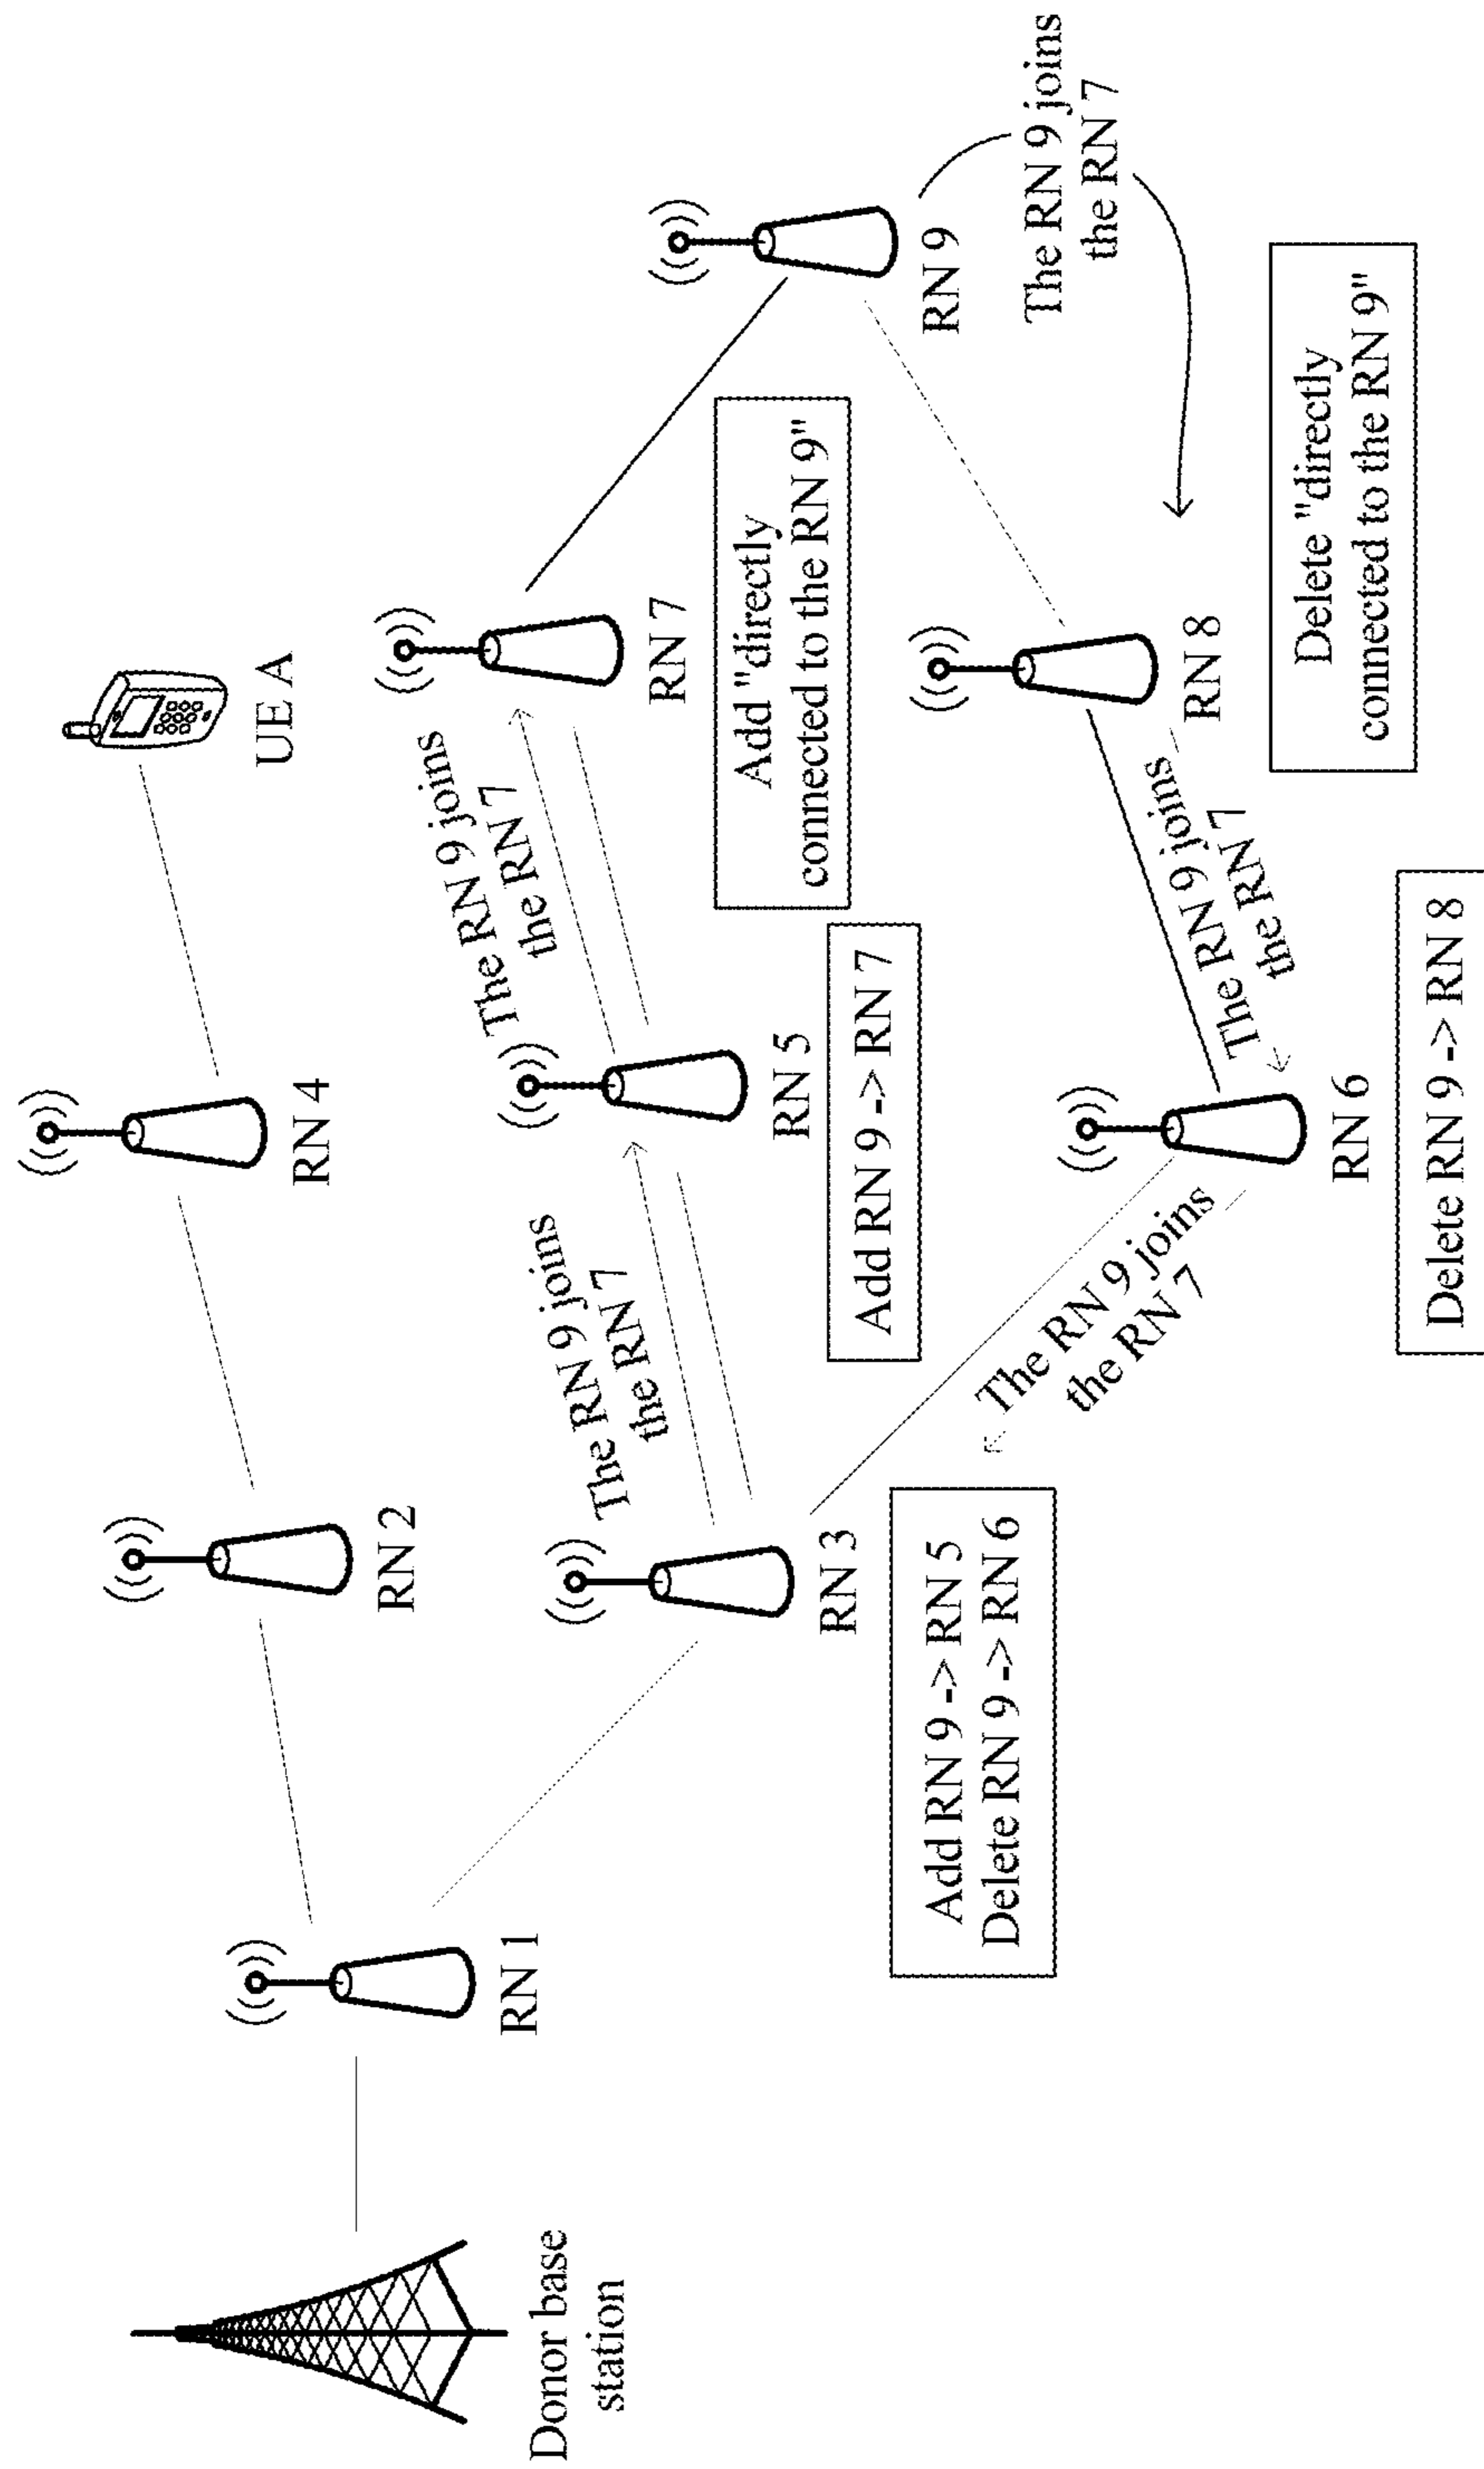 UE A
RN 4
RN 2
The RN 9 joins
the RN 7
RN 7
The RN 9 joins
the RN 7
RN 5
RN 1
RN 3
Donor base
station
Add "directly
connected to the RN 9"
Add RN 9 -> RN 7
Add RN 9 -> RN 5
Delete RN 9 -> RN 6
RN 9
The RN 9 joins
the RN 7
RN 8
The RN 9 joins
the RN 7
The RN 9 joins
the RN 7
RN 6
Delete "directly
connected to the RN 9"
Delete RN 9 -> RN 8